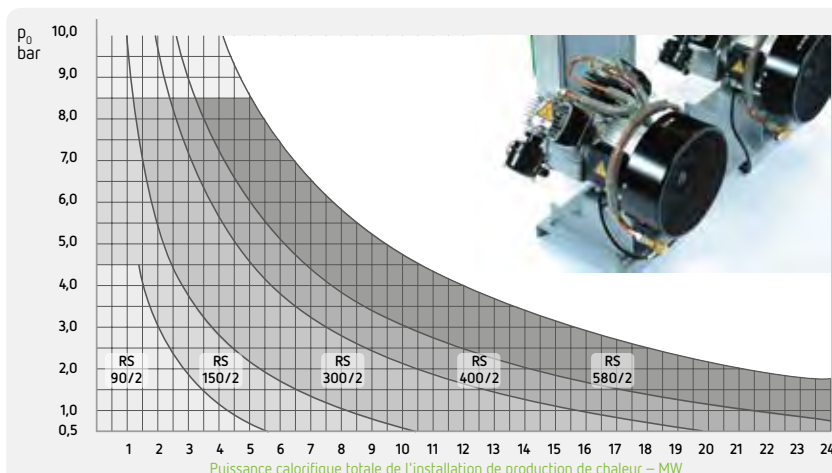 p0
bar
10,0
9,0
8,0
7,0
6,0
5,0
4,0
3,0
2,0
1,0
0,5
RS
90/2
RS
150/2
RS
300/2
RS
400/2
RS
580/2
1 2 3 4 5 6 7 8 9 10 11 12 13 14 15 16 17 18 19 20 21 22 23 24
Puissance calorifique totale de l'installation de production de chaleur – MW